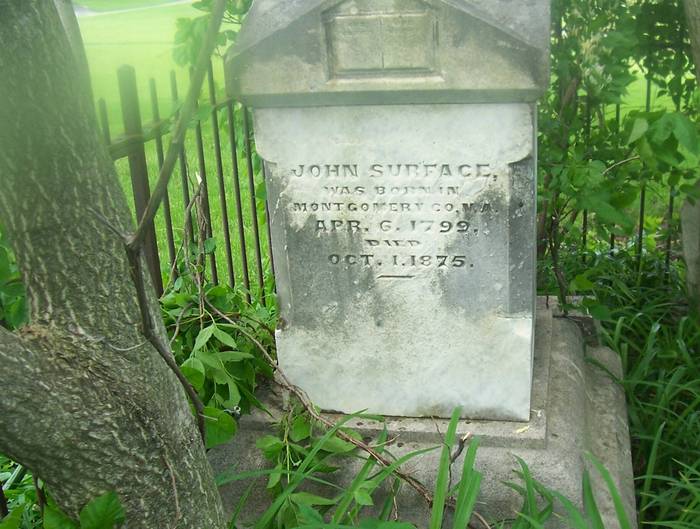 JOHN SURFACE,
WAS BORN IN
MONTGOMERY CO, VA.
APR. 6. 1799.
DIED
OCT. 1. 1875.